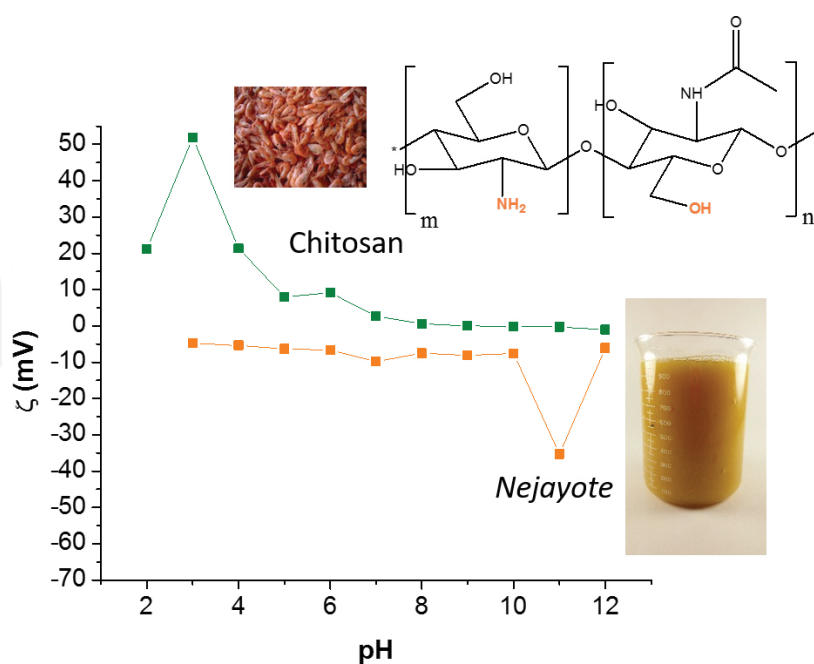 O
OH
NH
HO
O
O
O
O
*
HO
NH₂
OH
m
n
Chitosan
50
40
30
20
10
0
-10
-20
-30
-40
-50
-60
-70
ζ (mV)
Nejayote
2 4 6 8 10 12
pH